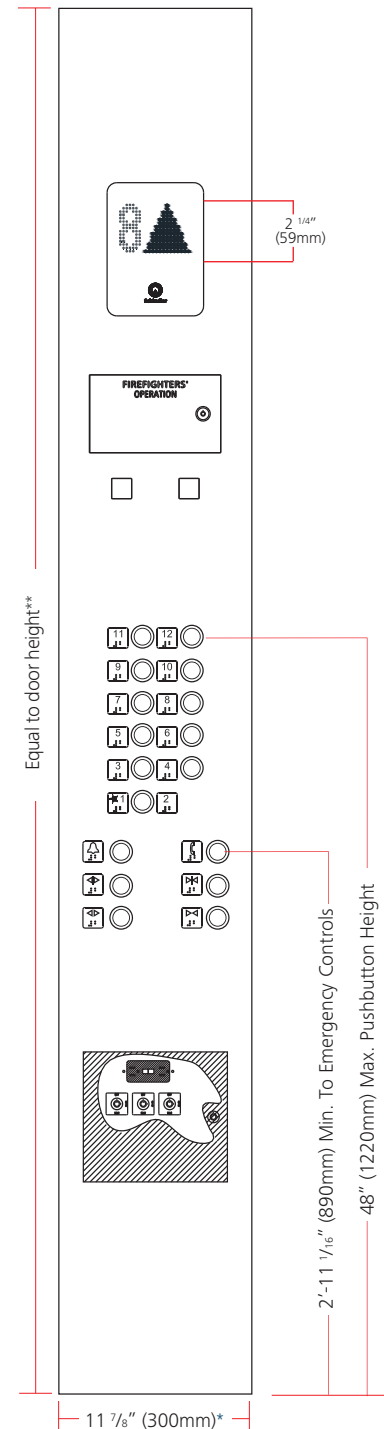 8
2 1/4"
(59mm)
FIREFIGHTERS'
OPERATION
11 12
9 10
7 8
5 6
3 4
★1 2
Equal to door height**
2'-11 1/16" (890mm) Min. To Emergency Controls
48" (1220mm) Max. Pushbutton Height
11 7/8" (300mm)*